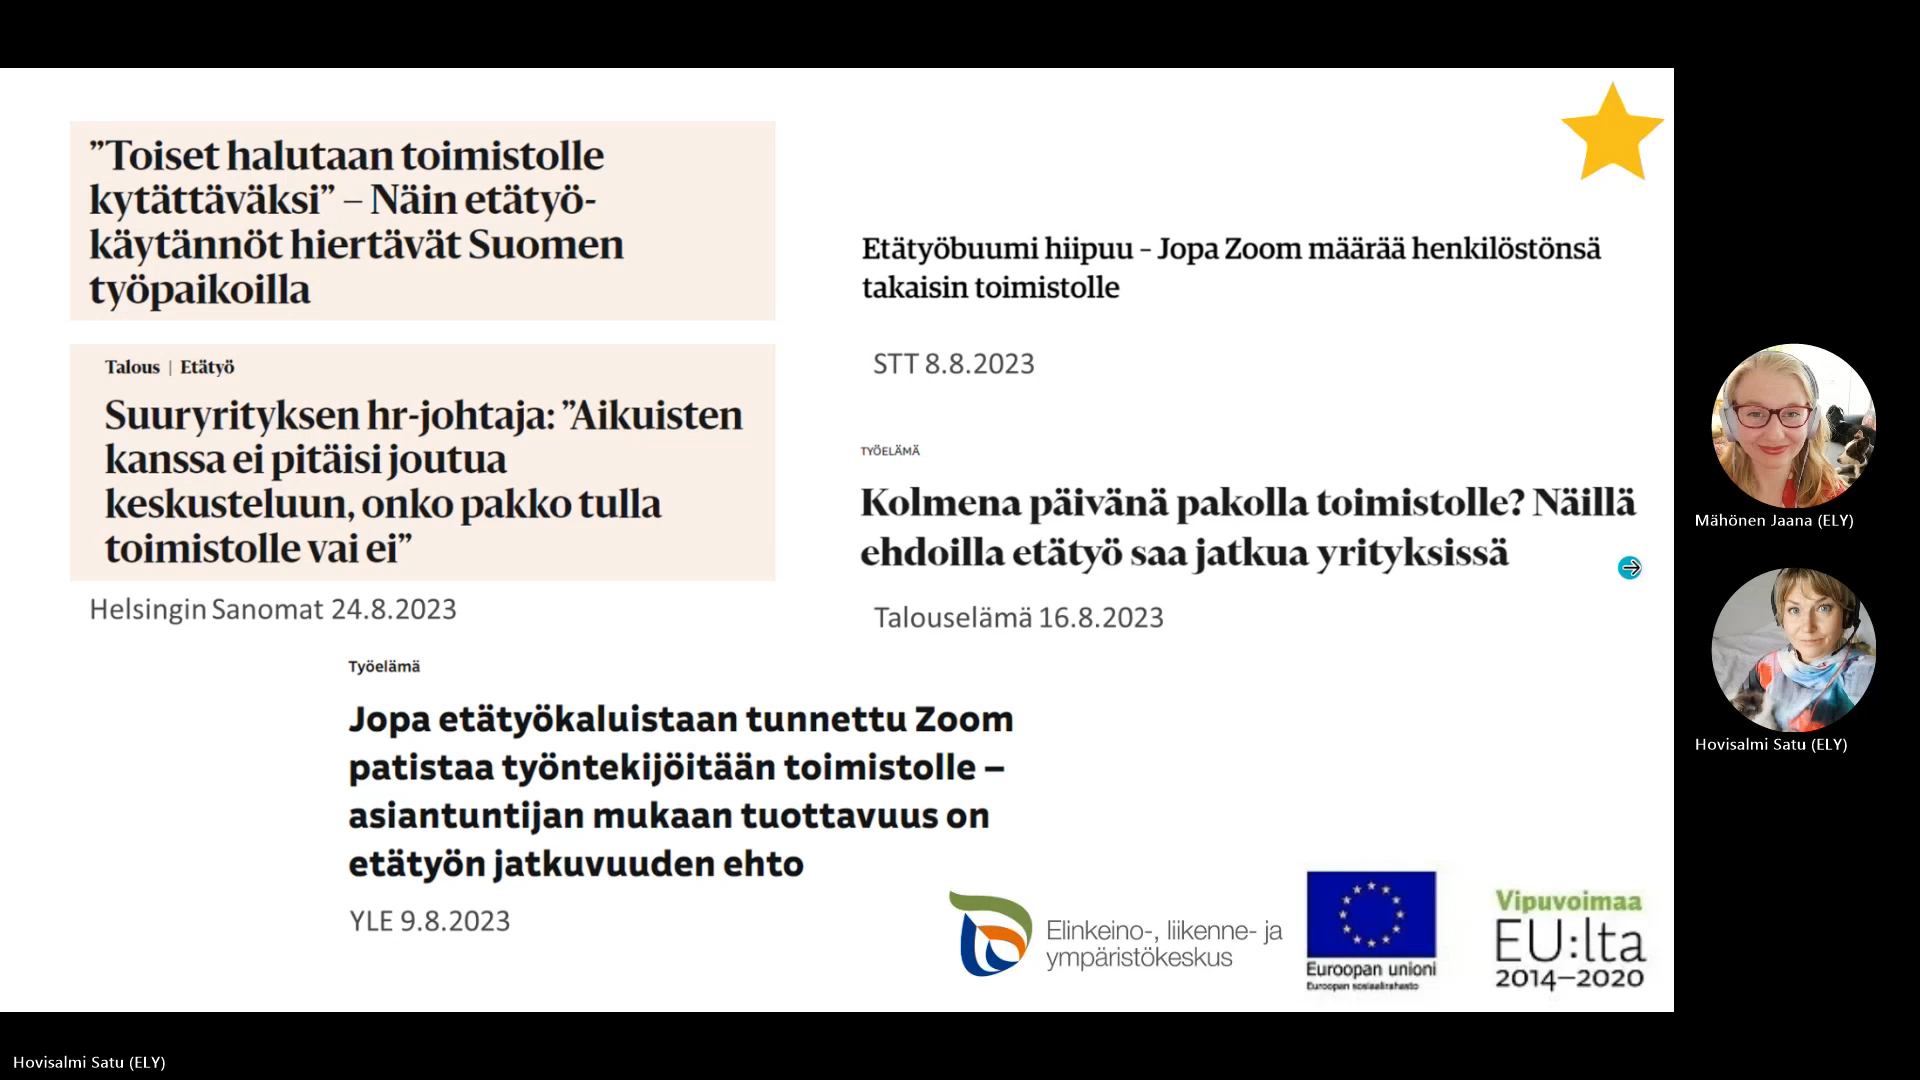 ”Toiset halutaan toimistolle
kytättäväksi” – Näin etätyö-
käytännöt hiertävät Suomen
työpaikoilla
Talous | Etätyö
Suuryrityksen hr-johtaja: ”Aikuisten
kanssa ei pitäisi joutua
keskusteluun, onko pakko tulla
toimistolle vai ei”
Helsingin Sanomat 24.8.2023
Etätyöbuumi hiipuu – Jopa Zoom määrää henkilöstönsä
takaisin toimistolle
STT 8.8.2023
TYÖELÄMÄ
Kolmena päivänä pakolla toimistolle? Näillä
ehdoilla etätyö saa jatkua yrityksissä
Talouselämä 16.8.2023
Työelämä
Jopa etätyökaluistaan tunnettu Zoom
patistaa työntekijöitään toimistolle –
asiantuntijan mukaan tuottavuus on
etätyön jatkuvuuden ehto
YLE 9.8.2023
Elinkeino-, liikenne- ja
ympäristökeskus
Euroopan unioni
Euroopan sosiaalirahasto
Vipuvoimaa
EU:lta
2014–2020
Mähönen Jaana (ELY)
Hovisalmi Satu (ELY)
Hovisalmi Satu (ELY)